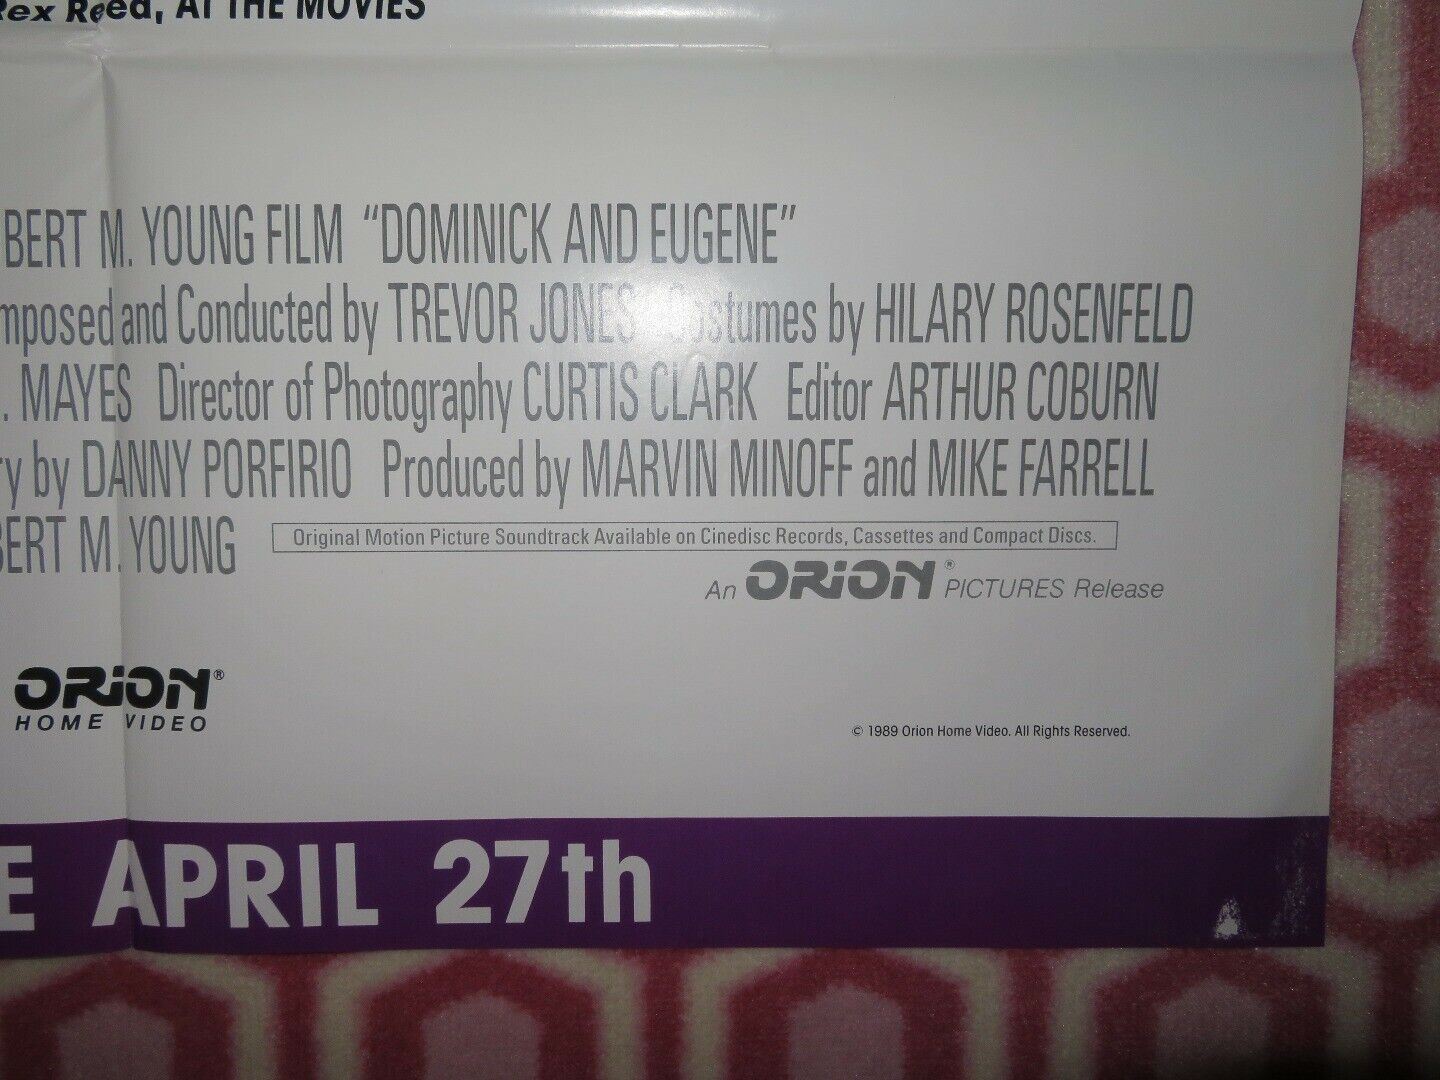 Rex Reed, AT THE MOVIES
BERT M. YOUNG FILM "DOMINICK AND EUGENE"
mposed and Conducted by TREVOR JONES Costumes by HILARY ROSENFELD
. MAYES Director of Photography CURTIS CLARK Editor ARTHUR COBURN
ry by DANNY PORFIRIO Produced by MARVIN MINOFF and MIKE FARRELL
BERT M. YOUNG Original Motion Picture Soundtrack Available on Cinedisc Records, Cassettes and Compact Discs.
An ORION® PICTURES Release
ORION®
HOME VIDEO
© 1989 Orion Home Video. All Rights Reserved.
E APRIL 27th